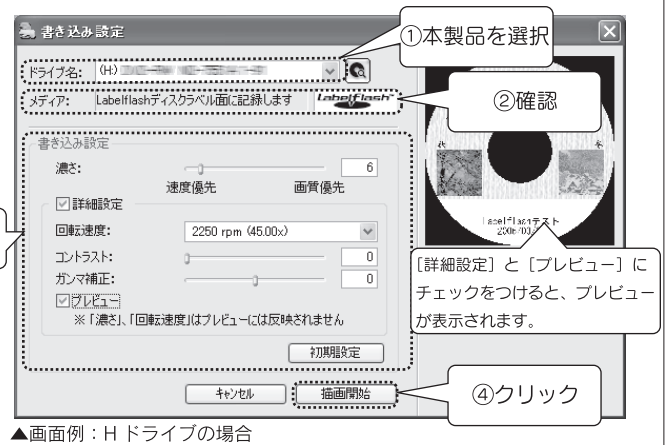 書き込み設定
①本製品を選択
ドライブ名: (H:)
メディア: Labelflashディスクラベル面に記録します Labelflash
②確認
書き込み設定
濃さ: 6
速度優先 画質優先
詳細設定
回転速度: 2250 rpm (45.00x)
コントラスト: 0
ガンマ補正: 0
プレビュー
※「濃さ」、「回転速度」はプレビューには反映されません
初期設定
秋 冬
Labelflashテスト
[詳細設定] と [プレビュー] に
チェックをつけると、プレビュー
が表示されます。
キャンセル 描画開始
④クリック
▲画面例：H ドライブの場合